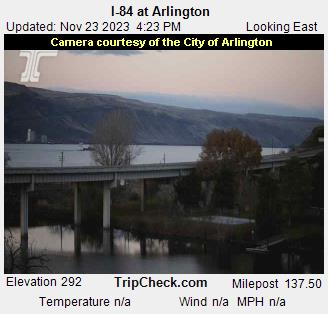 I-84 at Arlington
Updated: Nov 23 2023 4:23 PM Looking East
Camera courtesy of the City of Arlington
Elevation 292 TripCheck.com Milepost 137.50
Temperature n/a Wind n/a MPH n/a